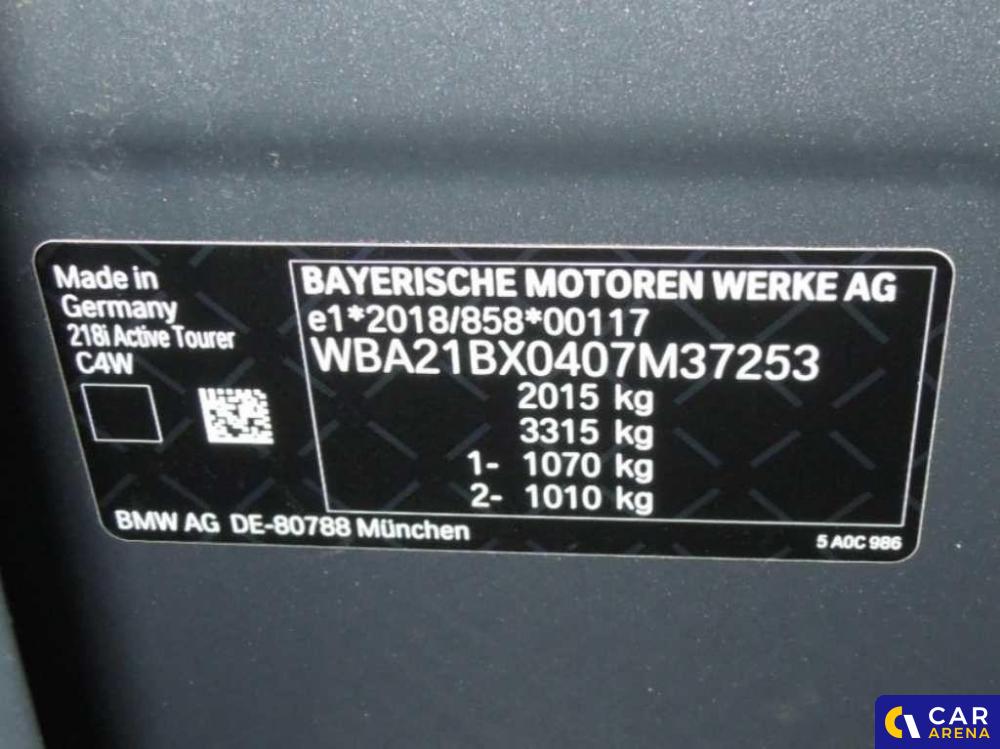 Made in
Germany
218i Active Tourer
C4W
BAYERISCHE MOTOREN WERKE AG
e1*2018/858*00117
WBA21BX0407M37253
2015 kg
3315 kg
1- 1070 kg
2- 1010 kg
BMW AG DE-80788 München
5 A0C 986
CAR
ARENA